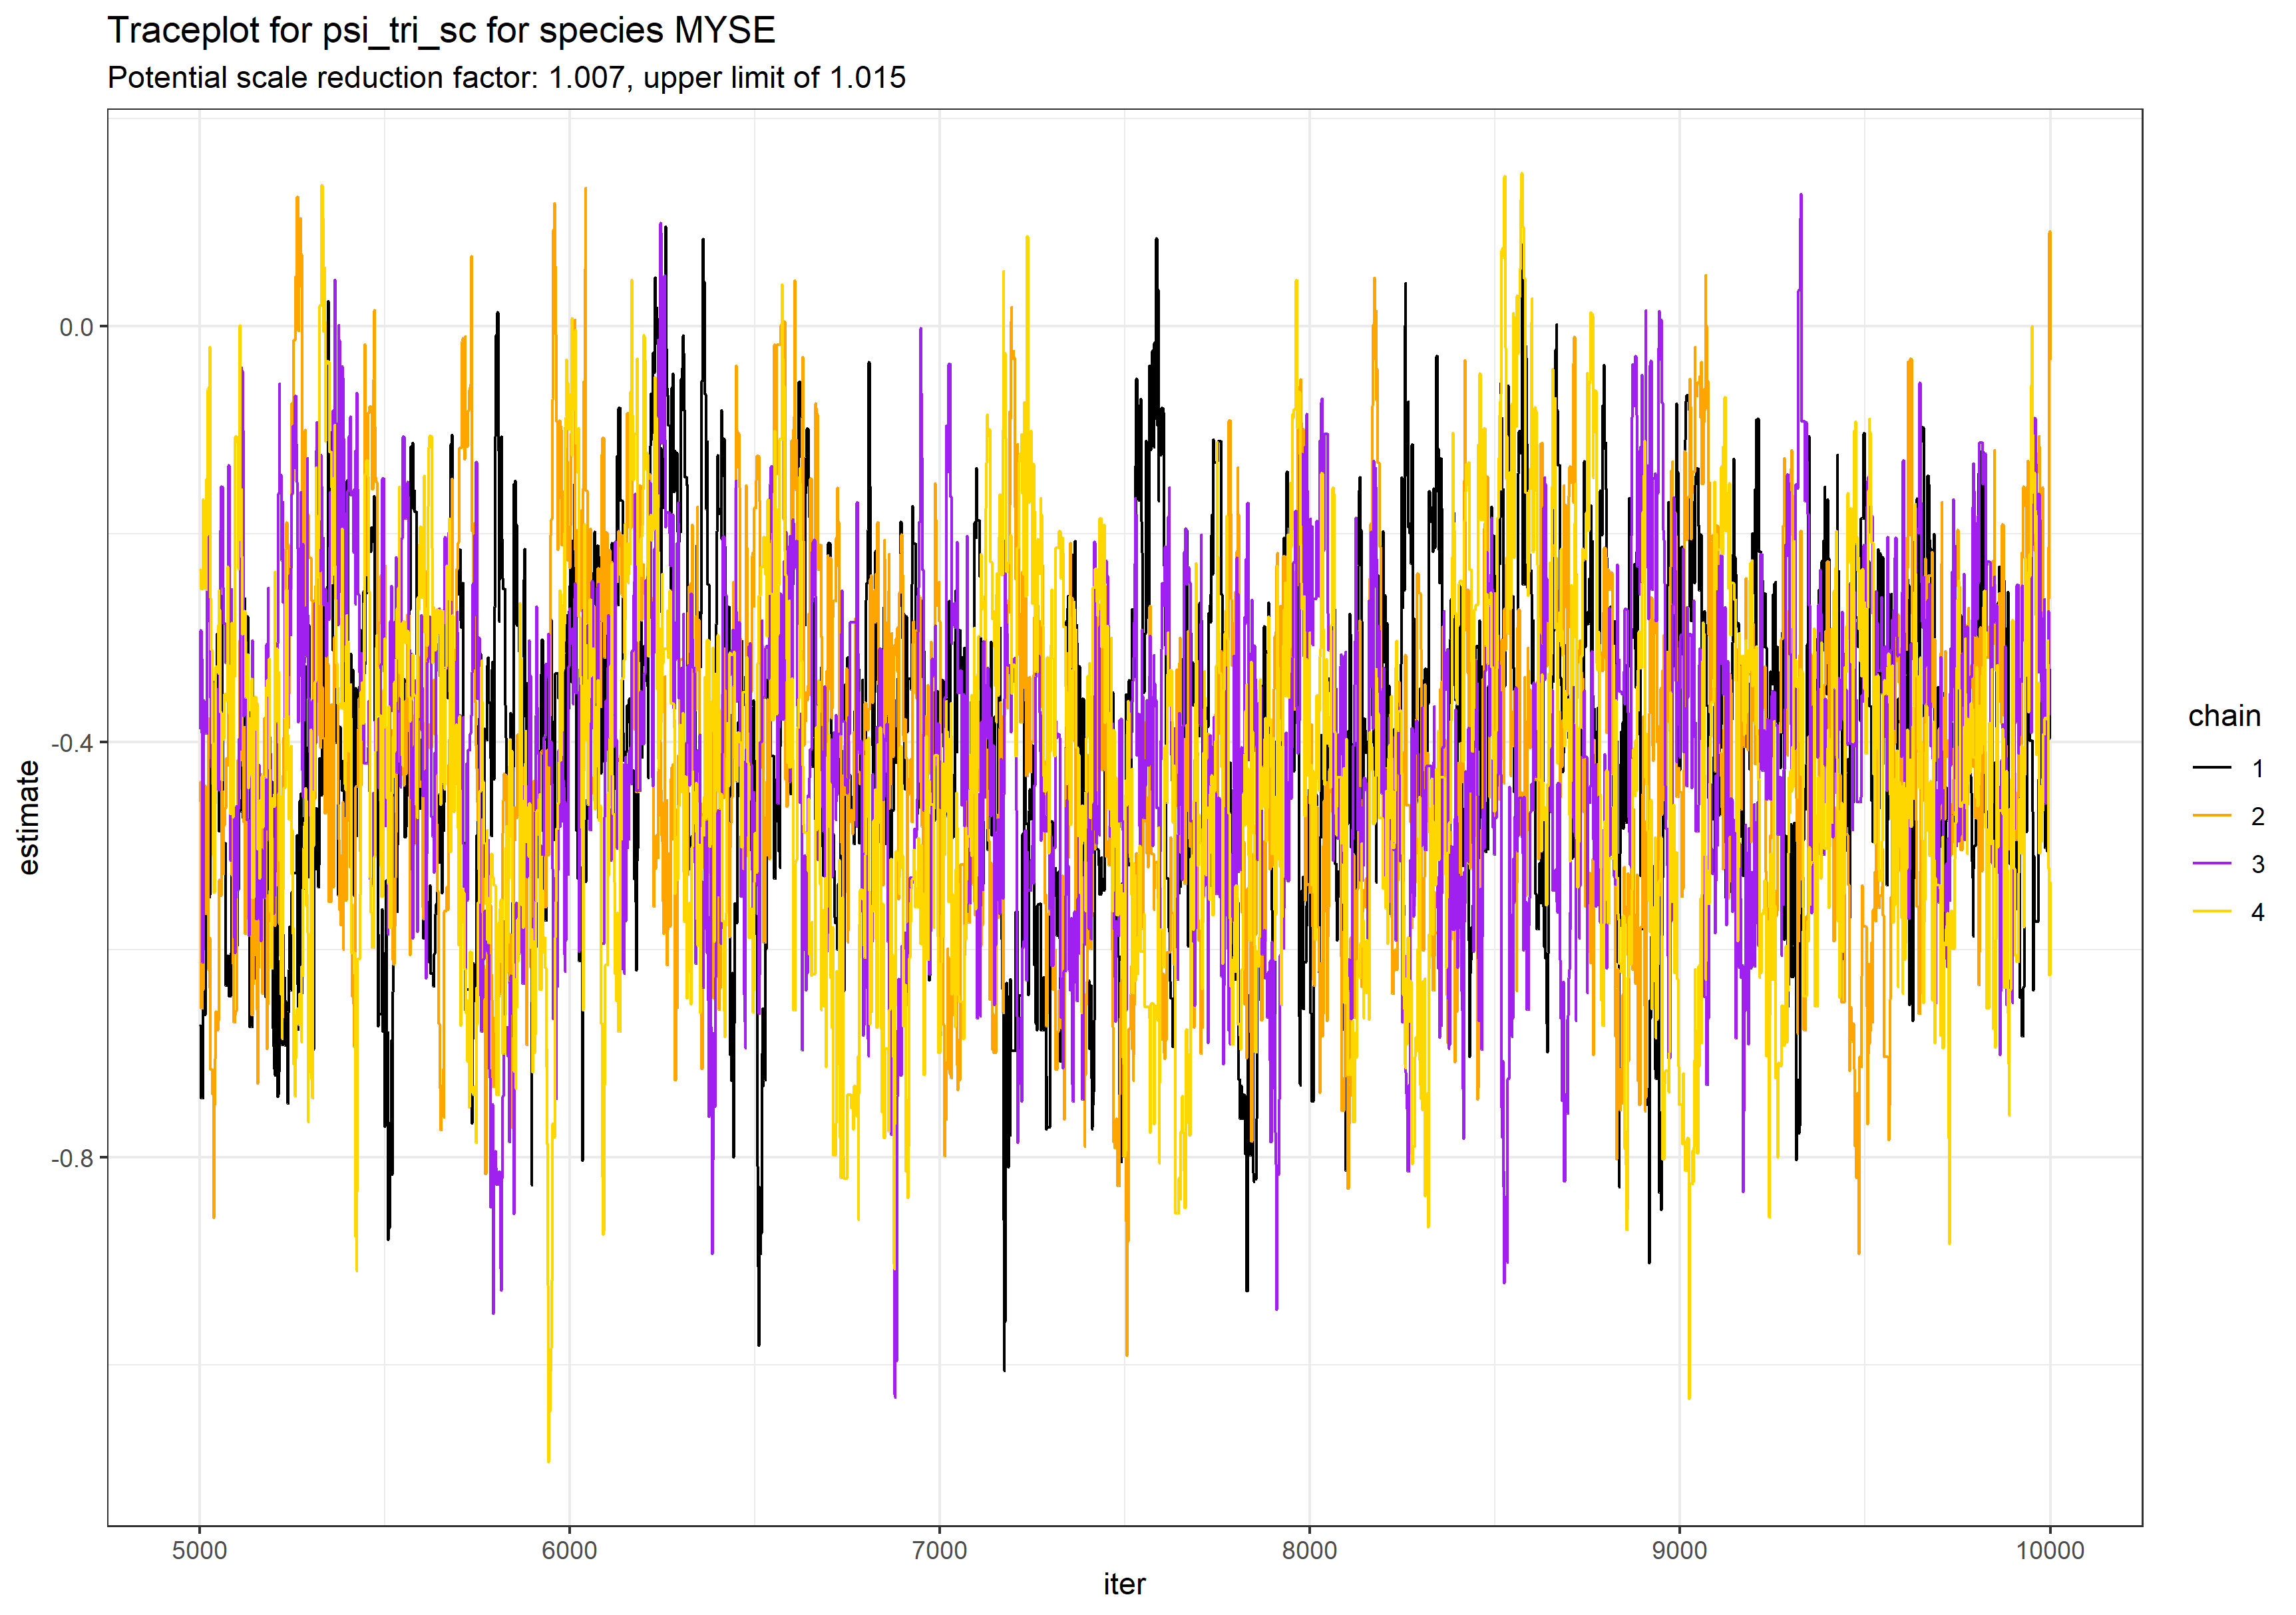 Traceplot for psi_tri_sc for species MYSE
Potential scale reduction factor: 1.007, upper limit of 1.015
estimate
0.0
-0.4
-0.8
5000
6000
7000
8000
9000
10000
iter
chain
1
2
3
4